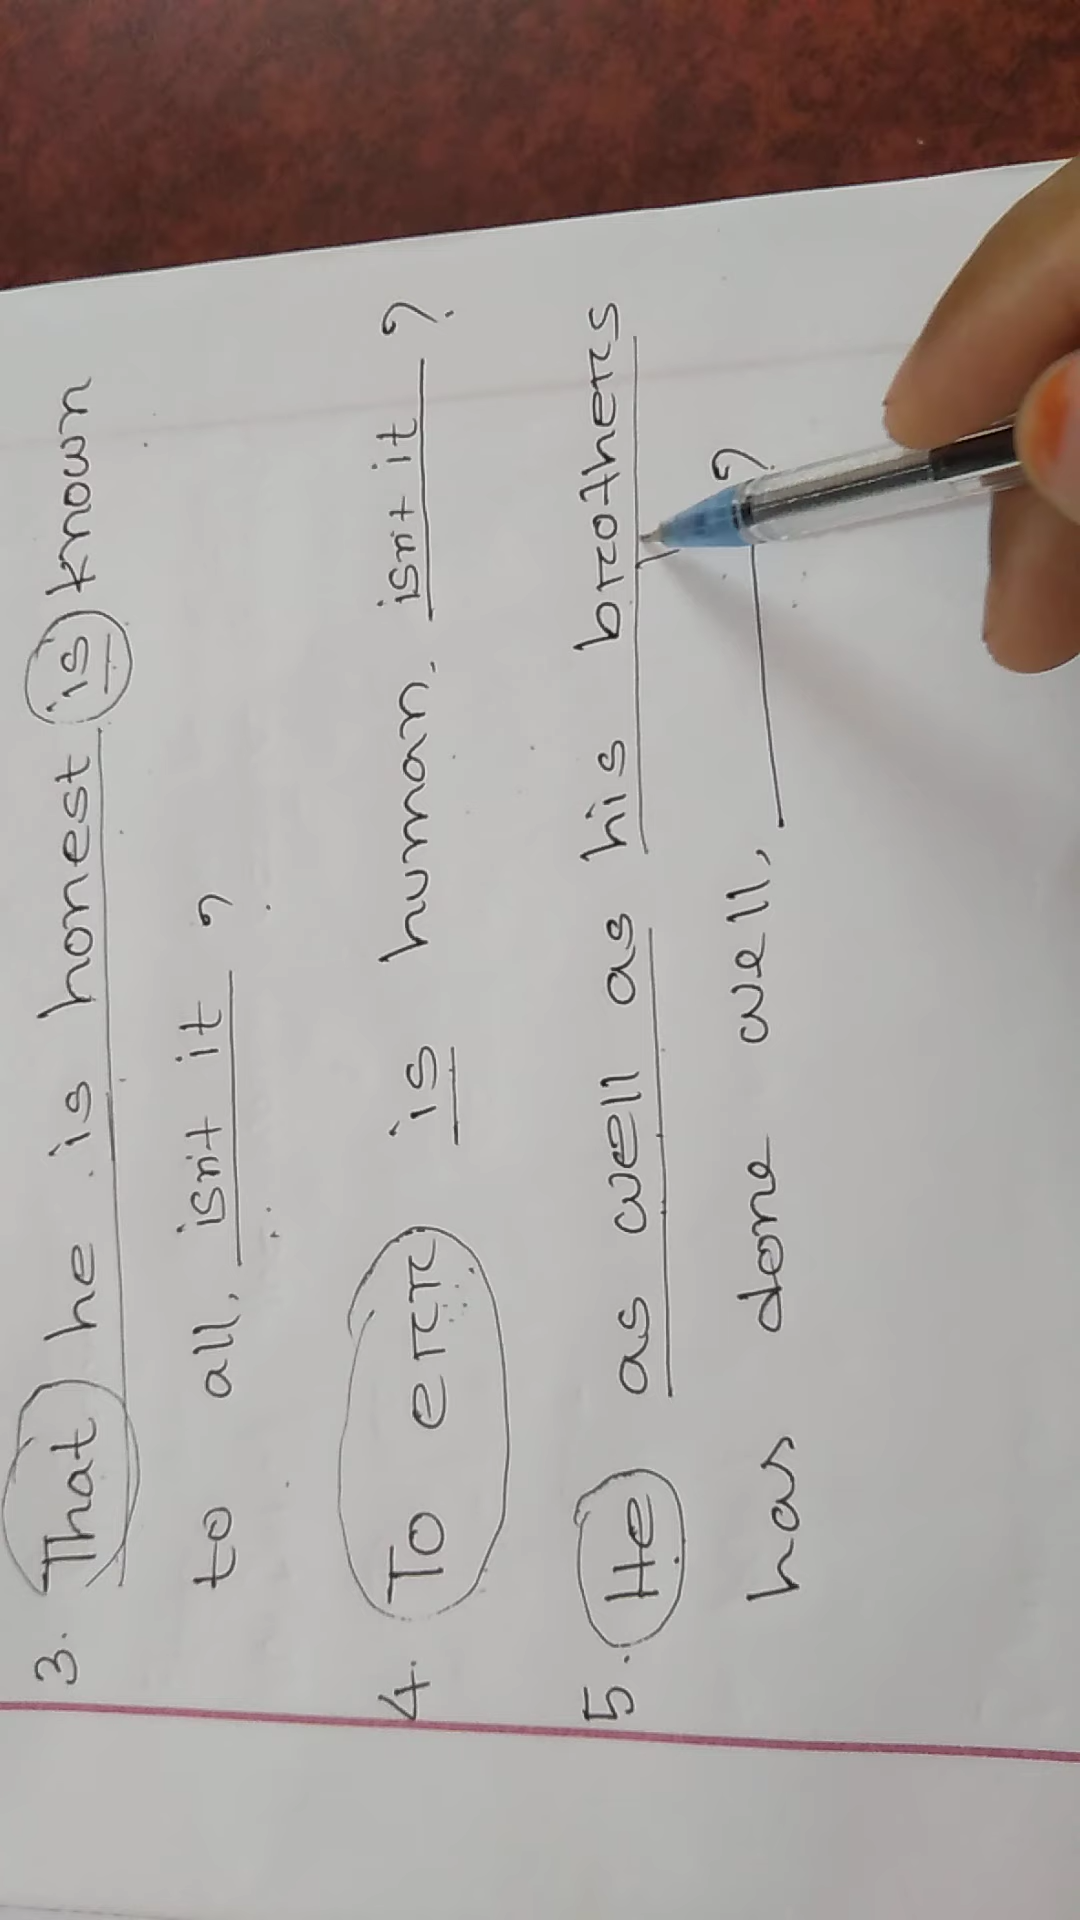 3. That he is honest is known
to all, isn't it ?
4. To err is human, isn't it ?
5. He as well as his brothers
has done well, ______ ?